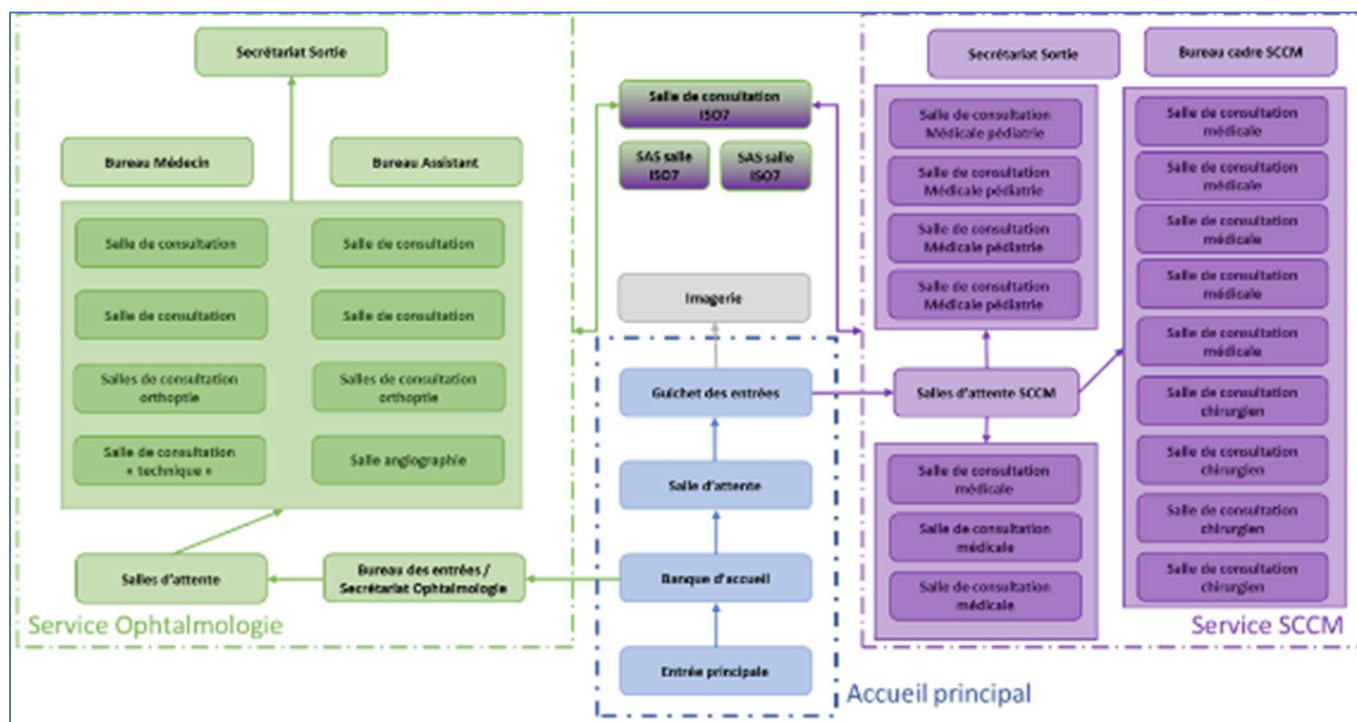 Secrétariat Sortie
Bureau Médecin
Bureau Assistant
Salle de consultation
Salle de consultation
Salle de consultation
Salle de consultation
Salles de consultation
orthoptie
Salles de consultation
orthoptie
Salle de consultation
« technique »
Salle angiographie
Salles d'attente
Bureau des entrées /
Secrétariat Ophtalmologie
Service Ophtalmologie
Salle de consultation
ISO7
SAS salle
ISO7
SAS salle
ISO7
Imagerie
Guichet des entrées
Salle d'attente
Banque d'accueil
Entrée principale
Accueil principal
Secrétariat Sortie
Bureau cadre SCCM
Salle de consultation
Médicale pédiatrie
Salle de consultation
Médicale pédiatrie
Salle de consultation
Médicale pédiatrie
Salle de consultation
Médicale pédiatrie
Salles d'attente SCCM
Salle de consultation
médicale
Salle de consultation
médicale
Salle de consultation
médicale
Salle de consultation
médicale
Salle de consultation
médicale
Salle de consultation
médicale
Salle de consultation
médicale
Salle de consultation
médicale
Salle de consultation
chirurgien
Salle de consultation
chirurgien
Salle de consultation
chirurgien
Salle de consultation
chirurgien
Service SCCM